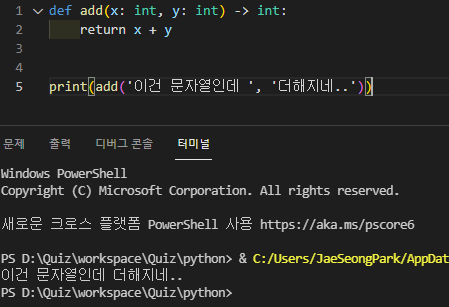 1 def add(x: int, y: int) -> int:
2 return x + y
3
4
5 print(add('이건 문자열인데 ', '더해지네..'))
문제 출력 디버그 콘솔 터미널
Windows PowerShell
Copyright (C) Microsoft Corporation. All rights reserved.
새로운 크로스 플랫폼 PowerShell 사용 https://aka.ms/pscore6
PS D:\Quiz\workspace\Quiz\python> & C:/Users/JaeSeongPark/AppDat
이건 문자열인데 더해지네..
PS D:\Quiz\workspace\Quiz\python>